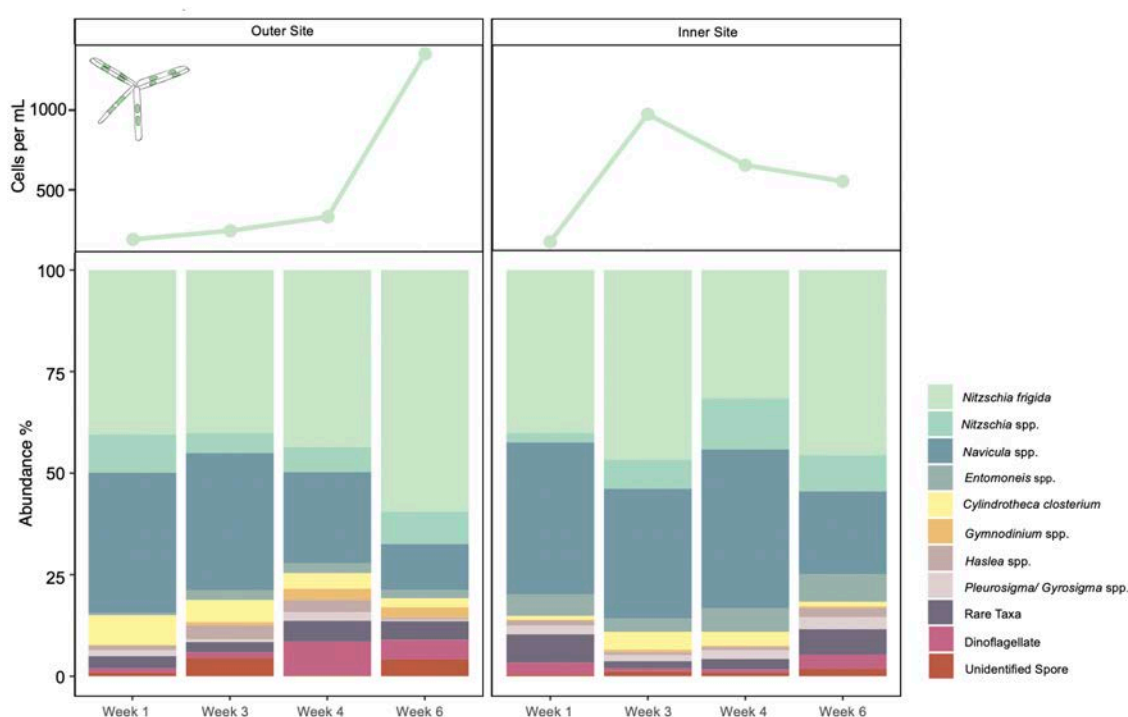 Outer Site
Inner Site
Cells per mL
1000
500
Abundance %
100
75
50
25
0
Week 1
Week 3
Week 4
Week 6
Week 1
Week 3
Week 4
Week 6
Nitzschia frigida
Nitzschia spp.
Navicula spp.
Entomoneis spp.
Cylindrotheca closterium
Gymnodinium spp.
Haslea spp.
Pleurosigma/ Gyrosigma spp.
Rare Taxa
Dinoflagellate
Unidentified Spore